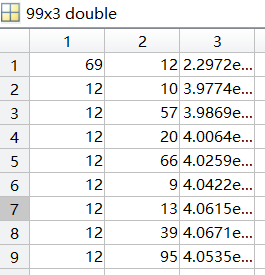 99x3 double
1 2 3
1 69 12 2.2972e...
2 12 10 3.9774e...
3 12 57 3.9869e...
4 12 20 4.0064e...
5 12 66 4.0259e...
6 12 9 4.0422e...
7 12 13 4.0615e...
8 12 39 4.0671e...
9 12 95 4.0535e...